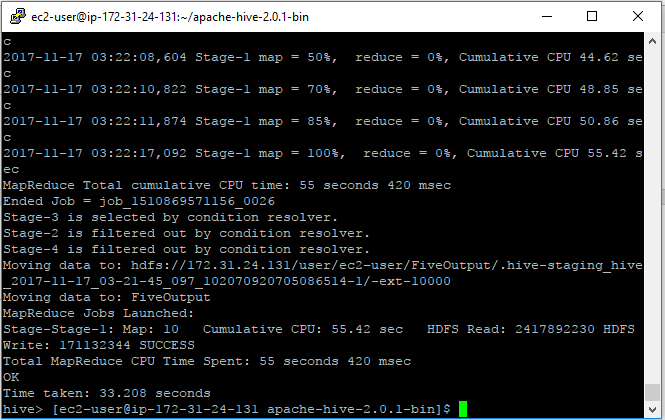 ec2-user@ip-172-31-24-131:~/apache-hive-2.0.1-bin
c
2017-11-17 03:22:08,604 Stage-1 map = 50%,  reduce = 0%, Cumulative CPU 44.62 se
c
2017-11-17 03:22:10,822 Stage-1 map = 70%,  reduce = 0%, Cumulative CPU 48.85 se
c
2017-11-17 03:22:11,874 Stage-1 map = 85%,  reduce = 0%, Cumulative CPU 50.86 se
c
2017-11-17 03:22:17,092 Stage-1 map = 100%,  reduce = 0%, Cumulative CPU 55.42 s
ec
MapReduce Total cumulative CPU time: 55 seconds 420 msec
Ended Job = job_1510869571156_0026
Stage-3 is selected by condition resolver.
Stage-2 is filtered out by condition resolver.
Stage-4 is filtered out by condition resolver.
Moving data to: hdfs://172.31.24.131/user/ec2-user/FiveOutput/.hive-staging_hive
_2017-11-17_03-21-45_097_102070920705086514-1/-ext-10000
Moving data to: FiveOutput
MapReduce Jobs Launched:
Stage-Stage-1: Map: 10   Cumulative CPU: 55.42 sec   HDFS Read: 2417892230 HDFS
Write: 171132344 SUCCESS
Total MapReduce CPU Time Spent: 55 seconds 420 msec
OK
Time taken: 33.208 seconds
hive> [ec2-user@ip-172-31-24-131 apache-hive-2.0.1-bin]$